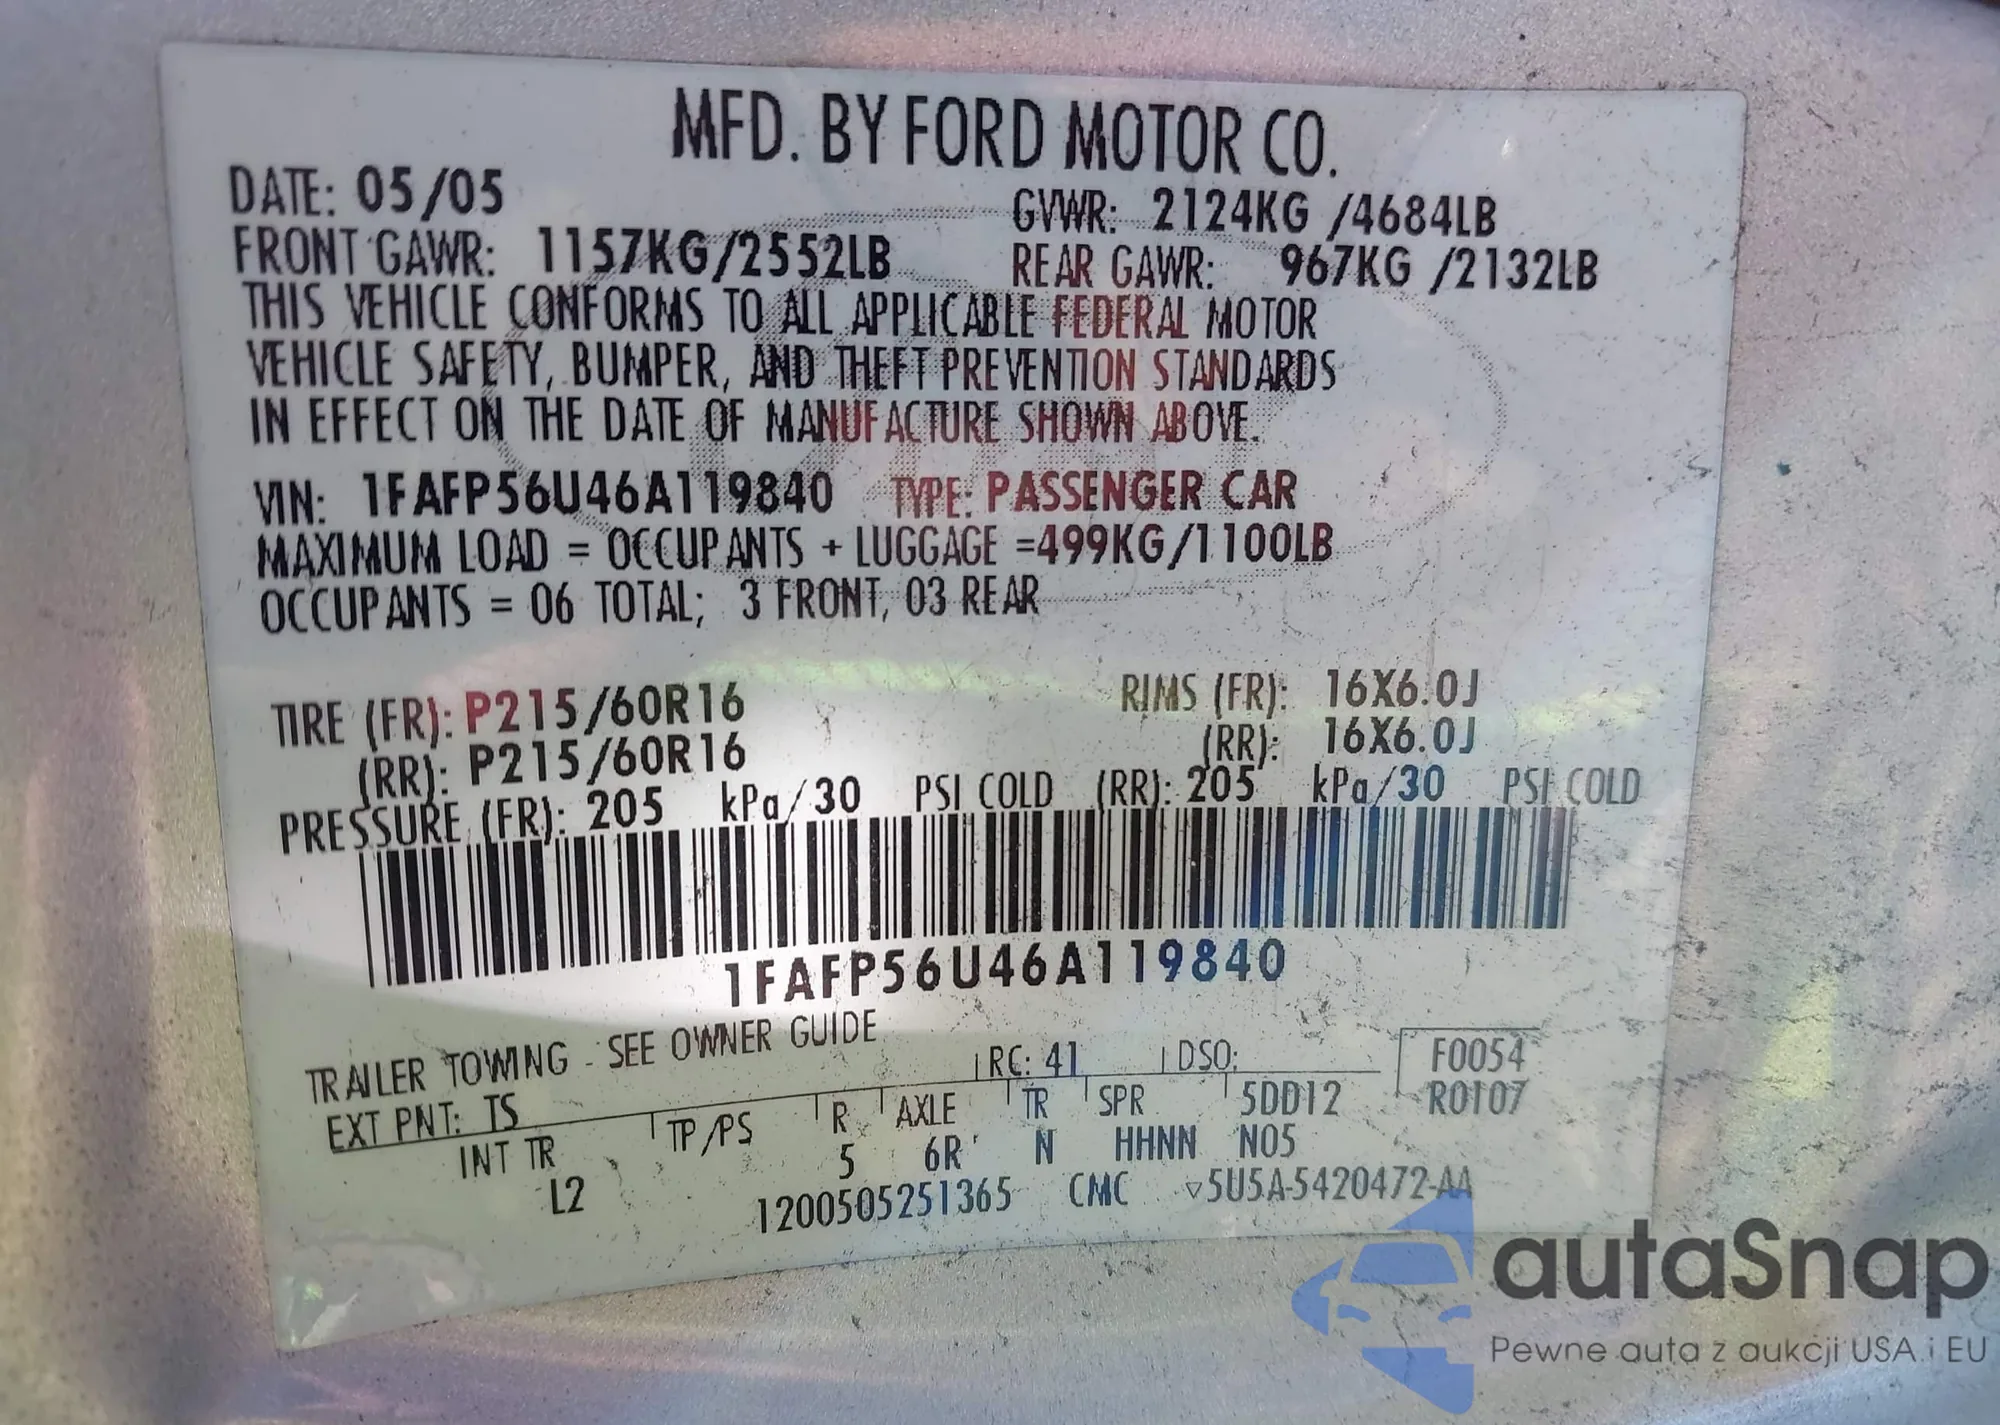 MFD. BY FORD MOTOR CO.
DATE: 05/05 GVWR: 2124KG /4684LB
FRONT GAWR: 1157KG/2552LB REAR GAWR: 967KG /2132LB
THIS VEHICLE CONFORMS TO ALL APPLICABLE FEDERAL MOTOR
VEHICLE SAFETY, BUMPER, AND THEFT PREVENTION STANDARDS
IN EFFECT ON THE DATE OF MANUFACTURE SHOWN ABOVE.
VIN: 1FAFP56U46A119840 TYPE: PASSENGER CAR
MAXIMUM LOAD = OCCUPANTS + LUGGAGE =499KG/1100LB
OCCUPANTS = 06 TOTAL; 3 FRONT, 03 REAR
TIRE (FR): P215/60R16 RIMS (FR): 16X6.0J
(RR): P215/60R16 (RR): 16X6.0J
PRESSURE (FR): 205 kPa/30 PSI COLD (RR): 205 kPa/30 PSI COLD
1FAFP56U46A119840
TRAILER TOWING - SEE OWNER GUIDE
EXT PNT: TS RC: 41 DSO: F0054
INT TR TP/PS R AXLE TR SPR 5DD12 R0107
L2 5 6R N HHNN N05
1200505251365 CMC ▽5U5A-5420472-AA
autaSnap
Pewne auta z aukcji USA i EU